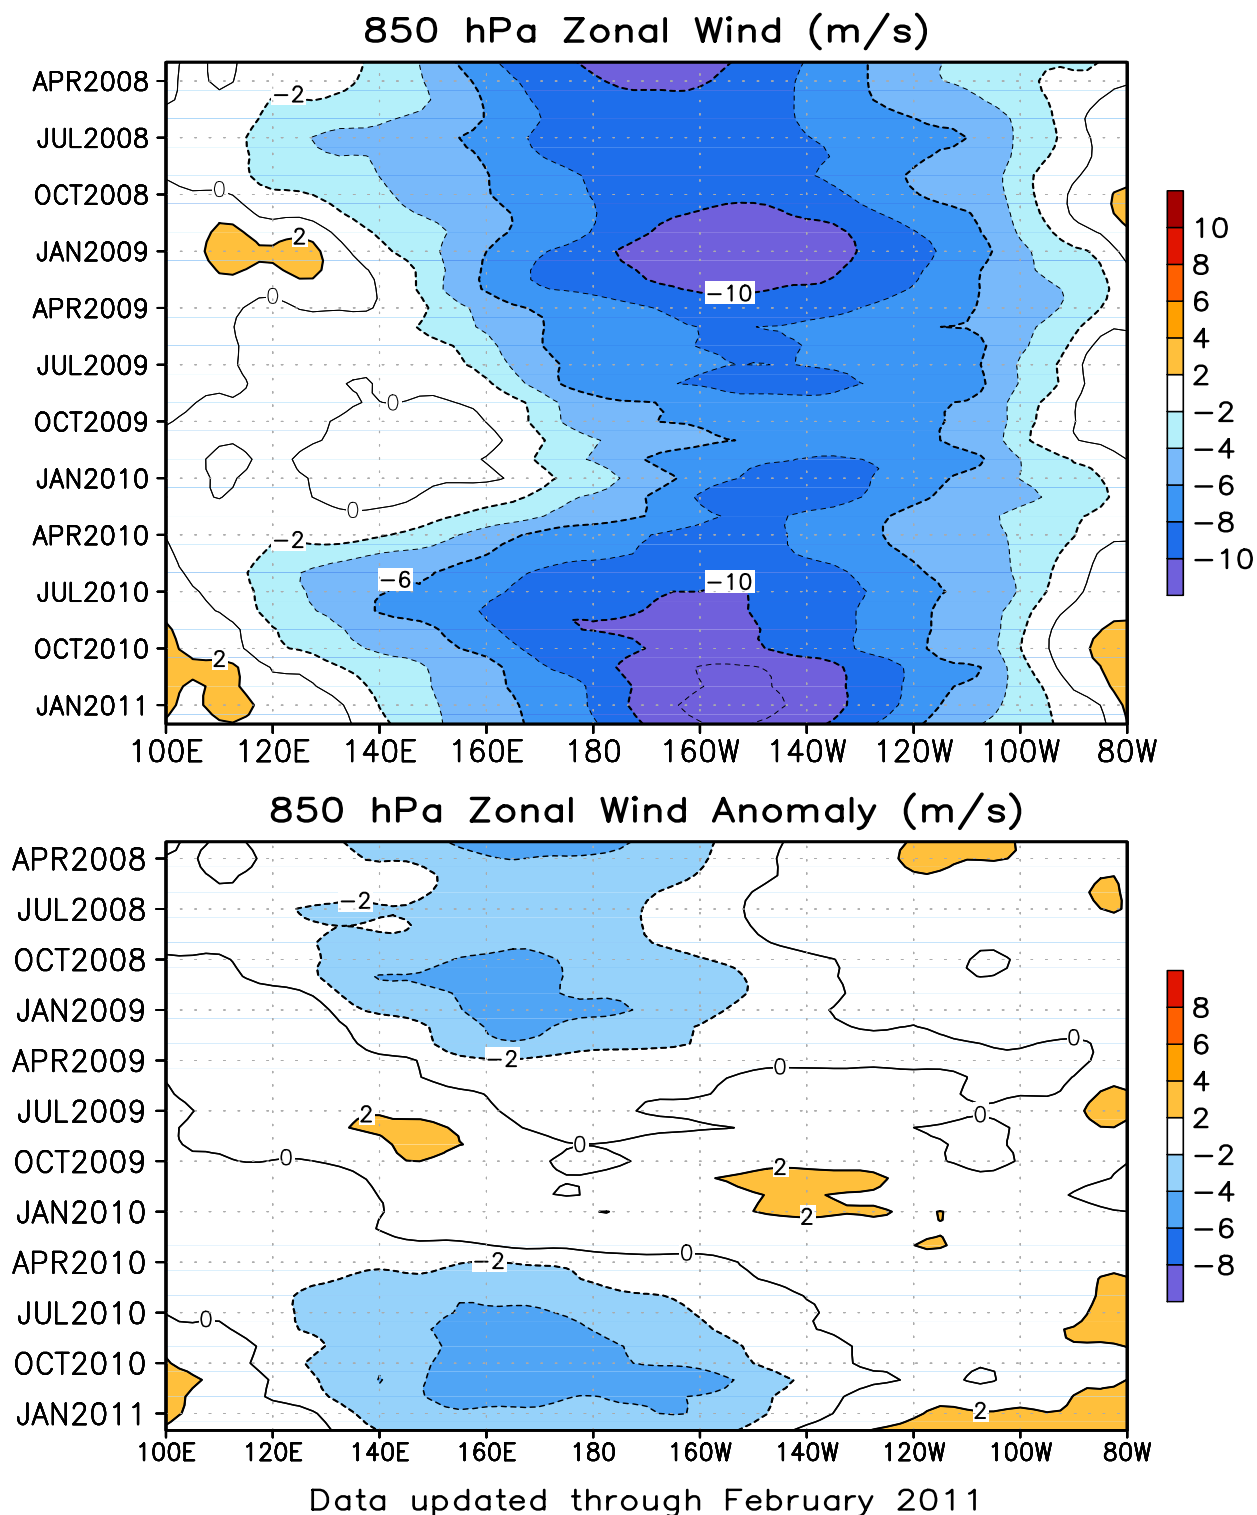 850 hPa Zonal Wind (m/s)
APR2008
JUL2008
OCT2008
JAN2009
APR2009
JUL2009
OCT2009
JAN2010
APR2010
JUL2010
OCT2010
JAN2011
-2
0
2
0
-10
0
0
-2
-6
-10
2
100E 120E 140E 160E 180 160W 140W 120W 100W 80W
10
8
6
4
2
-2
-4
-6
-8
-10
850 hPa Zonal Wind Anomaly (m/s)
APR2008
JUL2008
OCT2008
JAN2009
APR2009
JUL2009
OCT2009
JAN2010
APR2010
JUL2010
OCT2010
JAN2011
-2
0
-2
0
2
0
0
0
2
2
0
-2
0
2
100E 120E 140E 160E 180 160W 140W 120W 100W 80W
8
6
4
2
-2
-4
-6
-8
Data updated through February 2011